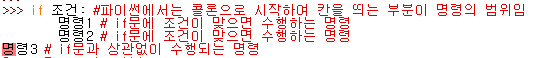 >>> if 조건: #파이썬에서는 콜론으로 시작하여 칸을 띄는 부분이 명령의 범위임
명령1 # if문에 조건이 맞으면 수행하는 명령
명령2 # if문에 조건이 맞으면 수행하는 명령
명령3 # if문과 상관없이 수행되는 명령